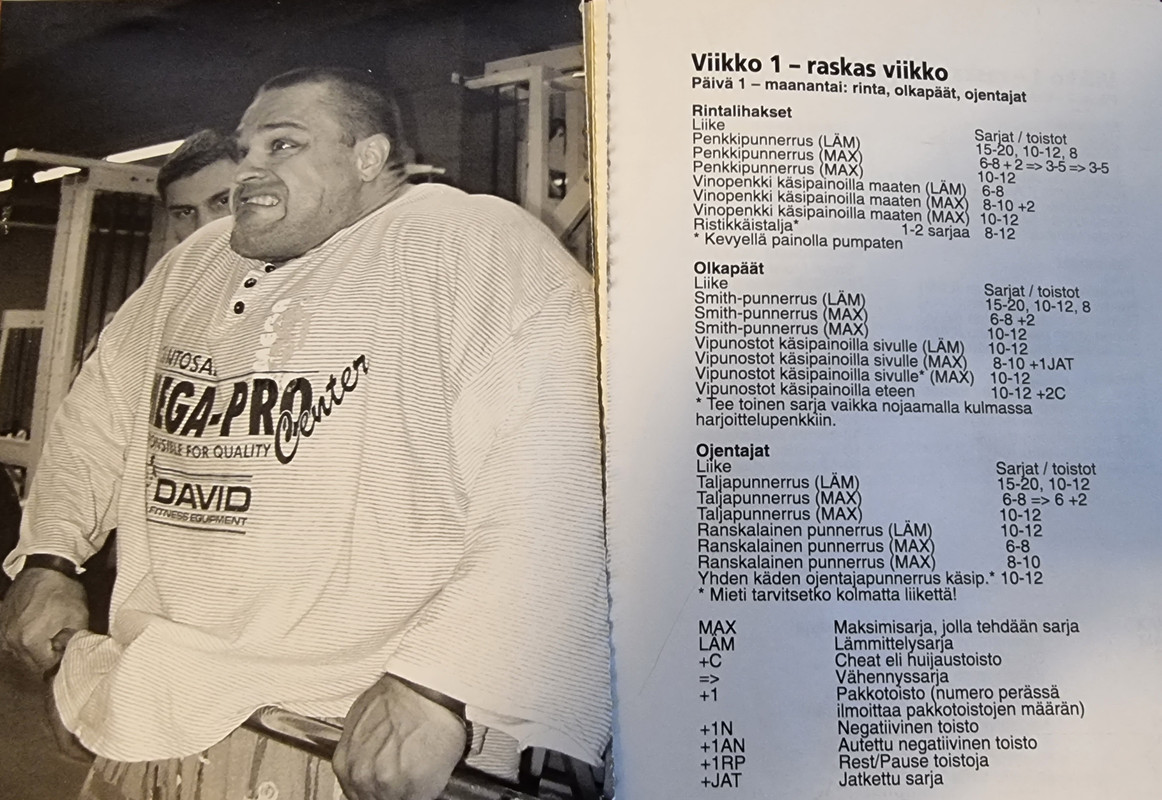 UTOSA
EGA-PRO
Center
NSIBLE FOR QUALITY
DAVID
FITNESS EQUIPMENT
Viikko 1 – raskas viikko
Päivä 1 – maanantai: rinta, olkapäät, ojentajat
Rintalihakset
Liike Sarjat / toistot
Penkkipunnerrus (LÄM) 15-20, 10-12, 8
Penkkipunnerrus (MAX) 6-8 + 2 => 3-5 => 3-5
Penkkipunnerrus (MAX) 10-12
Vinopenkki käsipainoilla maaten (LÄM) 6-8
Vinopenkki käsipainoilla maaten (MAX) 8-10 +2
Vinopenkki käsipainoilla maaten (MAX) 10-12
Ristikkäistalja* 1-2 sarjaa 8-12
* Kevyellä painolla pumpaten
Olkapäät
Liike Sarjat / toistot
Smith-punnerrus (LÄM) 15-20, 10-12, 8
Smith-punnerrus (MAX) 6-8 +2
Smith-punnerrus (MAX) 10-12
Vipunostot käsipainoilla sivulle (LÄM) 10-12
Vipunostot käsipainoilla sivulle (MAX) 8-10 +1JAT
Vipunostot käsipainoilla sivulle* (MAX) 10-12
Vipunostot käsipainoilla eteen 10-12 +2C
* Tee toinen sarja vaikka nojaamalla kulmassa
harjoittelupenkkiin.
Ojentajat
Liike Sarjat / toistot
Taljapunnerrus (LÄM) 15-20, 10-12
Taljapunnerrus (MAX) 6-8 => 6 +2
Taljapunnerrus (MAX) 10-12
Ranskalainen punnerrus (LÄM) 10-12
Ranskalainen punnerrus (MAX) 6-8
Ranskalainen punnerrus (MAX) 8-10
Yhden käden ojentajapunnerrus käsip.* 10-12
* Mieti tarvitsetko kolmatta liikettä!
MAX Maksimisarja, jolla tehdään sarja
LÄM Lämmittelysarja
+C Cheat eli huijaustoisto
=> Vähennyssarja
+1 Pakkotoisto (numero perässä
ilmoittaa pakkotoistojen määrän)
+1N Negatiivinen toisto
+1AN Autettu negatiivinen toisto
+1RP Rest/Pause toistoja
+JAT Jatkettu sarja